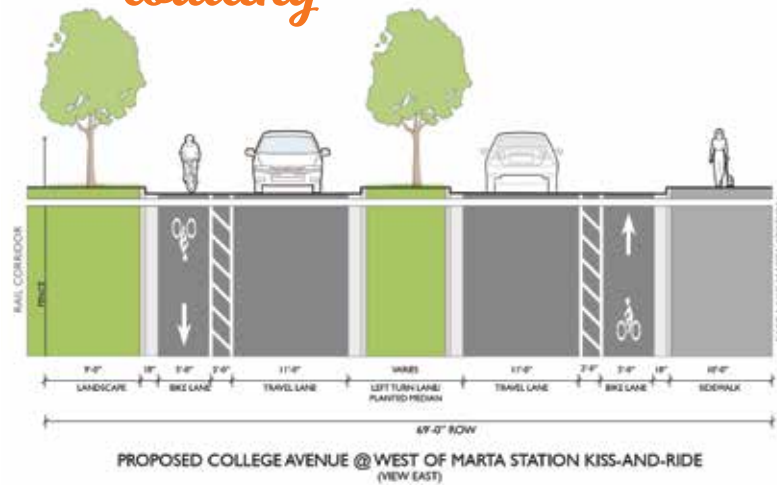 RAIL CORRIDOR
FENCE
9'-0" 18" 5'-0" 2'-0" 11'-0" VARIES 11'-0" 2'-0" 5'-0" 18" 10'-0"
LANDSCAPE BIKE LANE TRAVEL LANE LEFT TURN LANE/ TRAVEL LANE BIKE LANE SIDEWALK
PLANTED MEDIAN
69'-0" ROW
PROPOSED COLLEGE AVENUE @ WEST OF MARTA STATION KISS-AND-RIDE
(VIEW EAST)